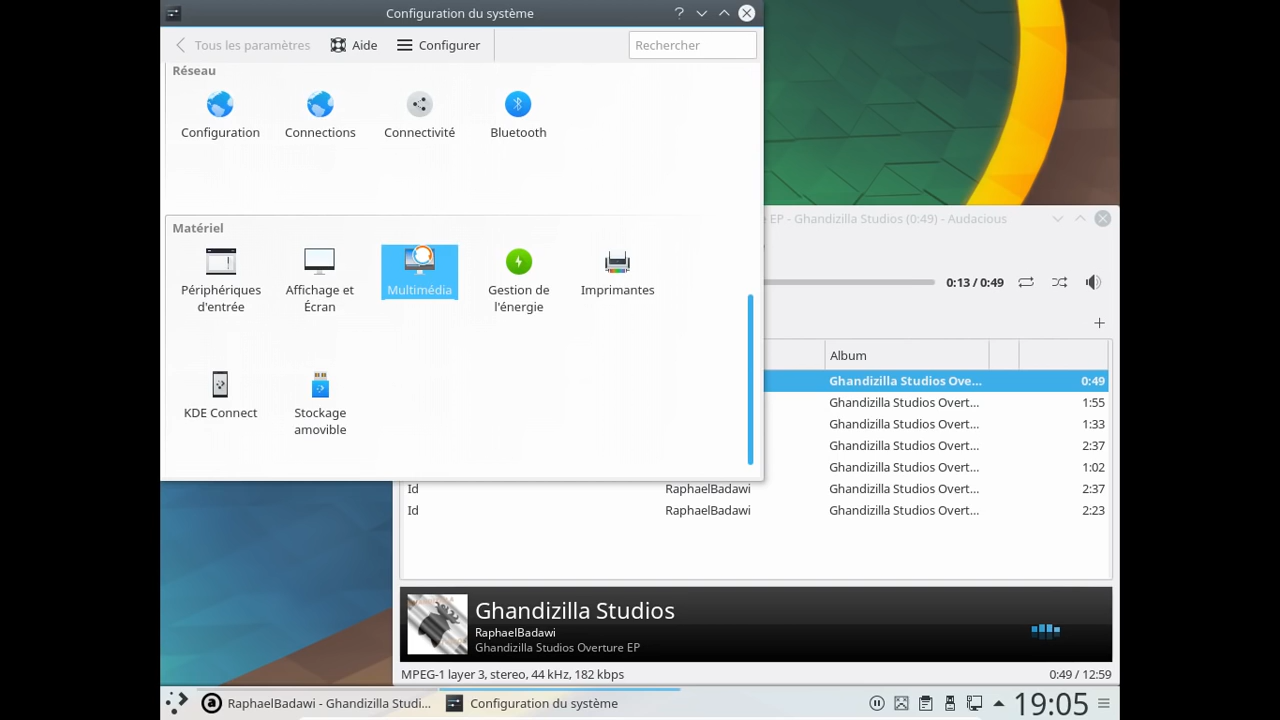 Configuration du système
Tous les paramètres
Aide
Configurer
Rechercher
Réseau
Configuration
Connections
Connectivité
Bluetooth
Matériel
Périphériques
d'entrée
Affichage et
Écran
Multimédia
Gestion de
l'énergie
Imprimantes
KDE Connect
Stockage
amovible
EP - Ghandizilla Studios (0:49) - Audacious
0:13 / 0:49
Album
Ghandizilla Studios Ove... 0:49
Ghandizilla Studios Overt... 1:55
Ghandizilla Studios Overt... 1:33
Ghandizilla Studios Overt... 2:37
Ghandizilla Studios Overt... 1:02
Id RaphaelBadawi Ghandizilla Studios Overt... 2:37
Id RaphaelBadawi Ghandizilla Studios Overt... 2:23
Ghandizilla Studios
RaphaelBadawi
Ghandizilla Studios Overture EP
MPEG-1 layer 3, stereo, 44 kHz, 182 kbps 0:49 / 12:59
RaphaelBadawi - Ghandizilla Studi...
Configuration du système
19:05